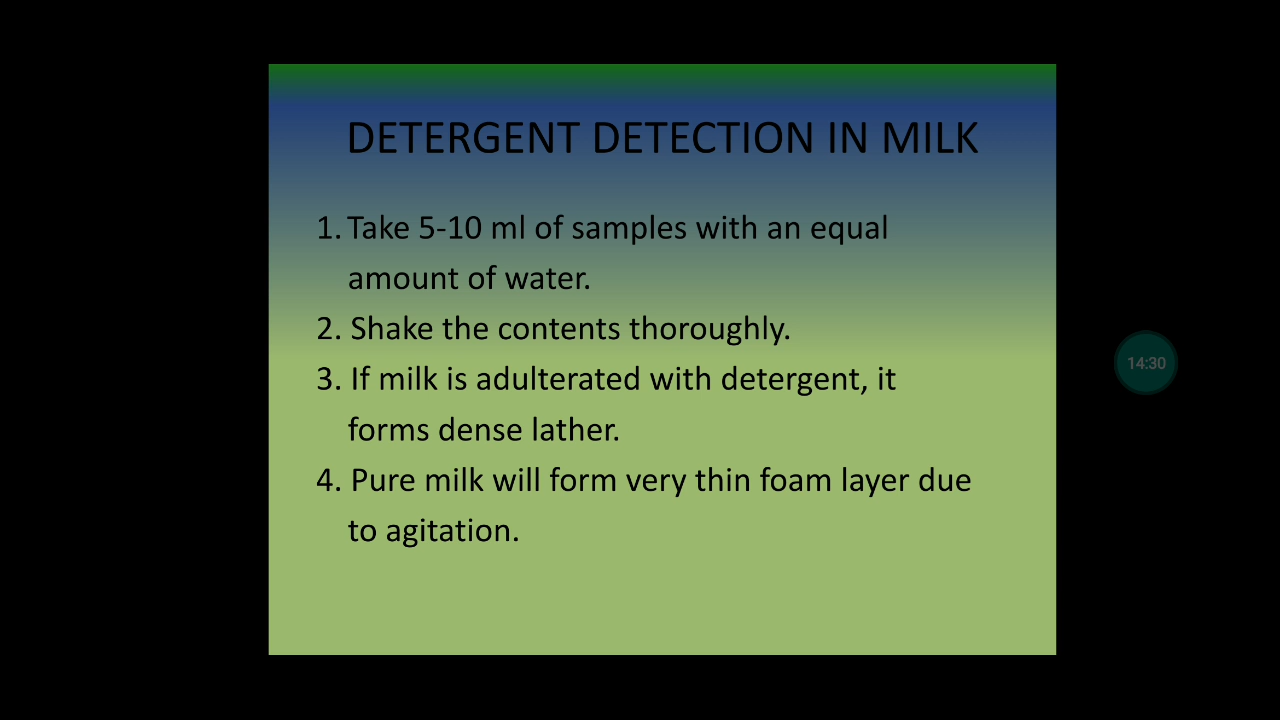 DETERGENT DETECTION IN MILK
1. Take 5-10 ml of samples with an equal
amount of water.
2. Shake the contents thoroughly.
3. If milk is adulterated with detergent, it
forms dense lather.
4. Pure milk will form very thin foam layer due
to agitation.
14:30